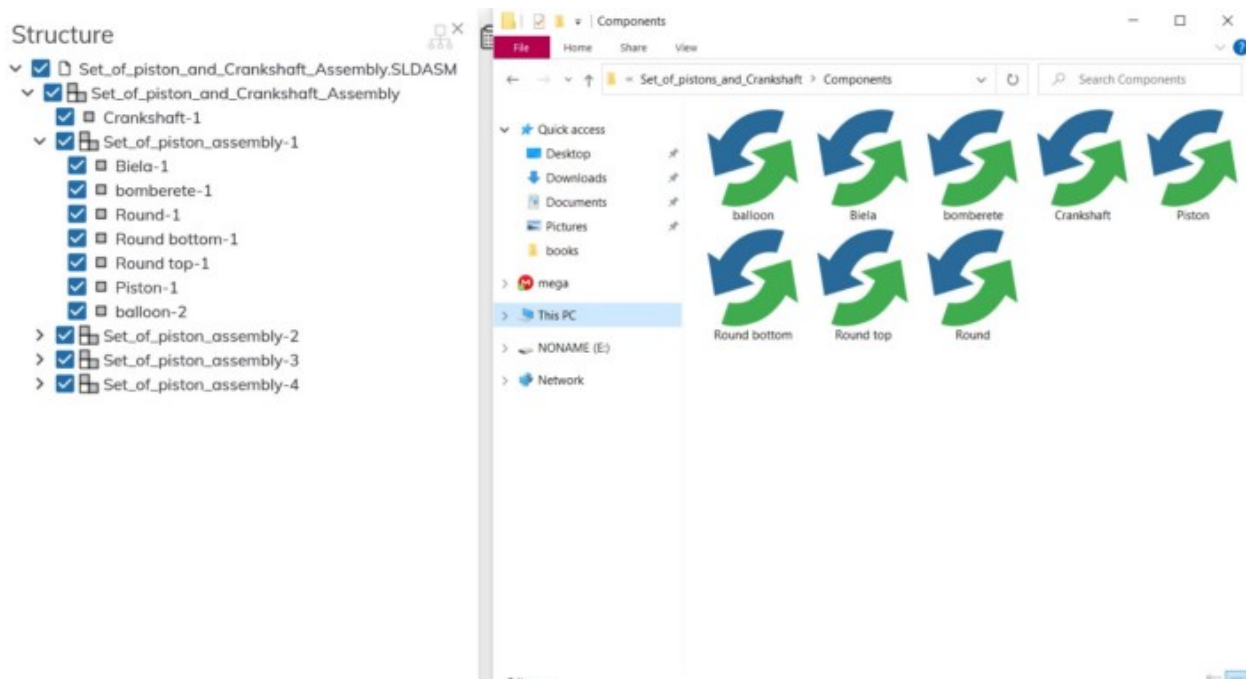 Structure
Set_of_piston_and_Crankshaft_Assembly.SLDASM
Set_of_piston_and_Crankshaft_Assembly
Crankshaft-1
Set_of_piston_assembly-1
Biela-1
bomberete-1
Round-1
Round bottom-1
Round top-1
Piston-1
balloon-2
Set_of_piston_assembly-2
Set_of_piston_assembly-3
Set_of_piston_assembly-4
Components
File Home Share View
« Set_of_pistons_and_Crankshaft > Components
Search Components
Quick access
Desktop
Downloads
Documents
Pictures
books
mega
This PC
NONAME (E:)
Network
balloon Biela bomberete Crankshaft Piston
Round bottom Round top Round